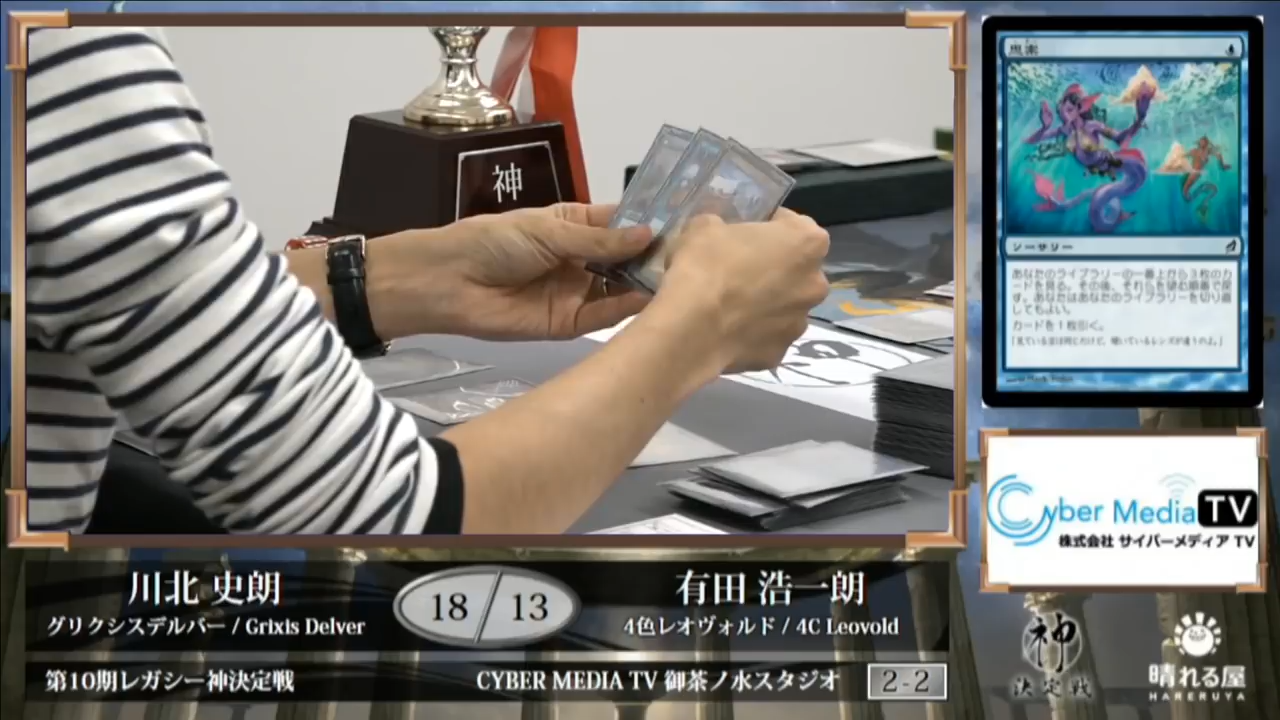 神
思案
ソーサリー
あなたのライブラリーの一番上から３枚のカ
ードを見る。その後、それらを望む順番で戻
す。あなたはあなたのライブラリーを切り直
してもよい。
カードを１枚引く。
Cyber Media TV
株式会社 サイバーメディア TV
川北 史朗
18 / 13
有田 浩一朗
グリクシスデルバー / Grixis Delver
4色レオヴォルド / 4C Leovold
第10期レガシー神決定戦
CYBER MEDIA TV 御茶ノ水スタジオ
2-2
神
決定戦
晴れる屋
HARERUYA